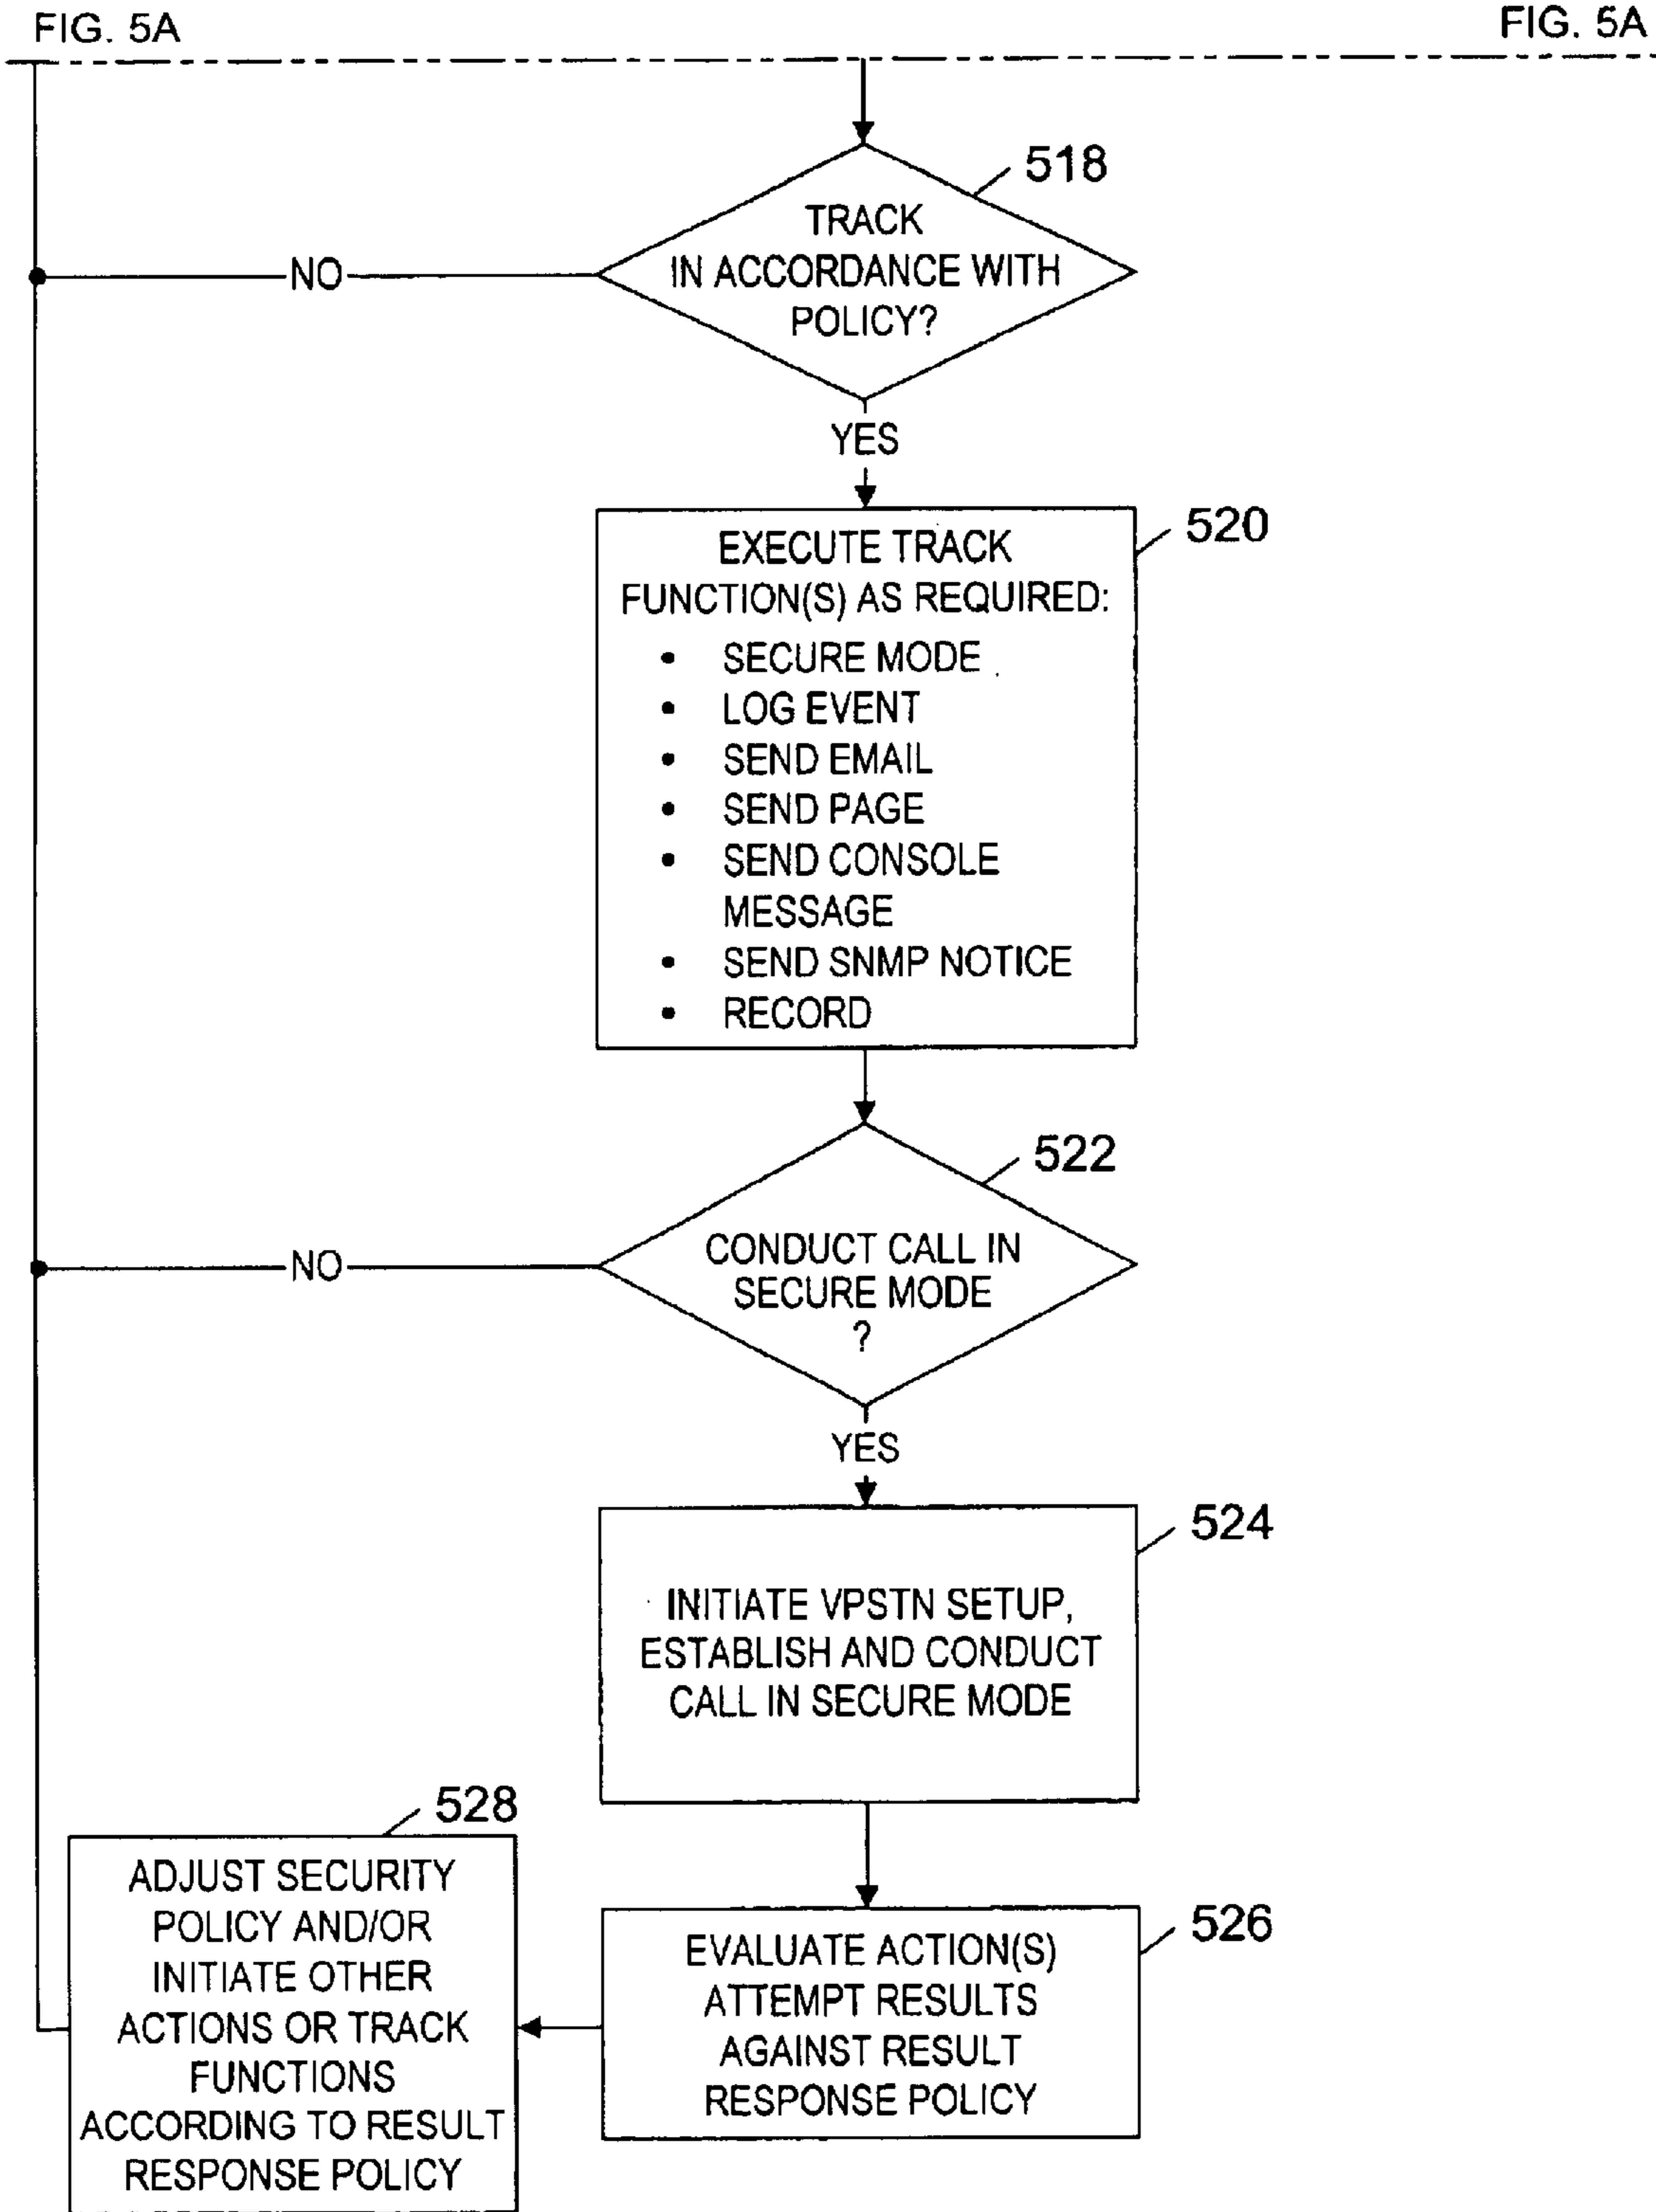 FIG. 5A
FIG. 5A
518
TRACK
IN ACCORDANCE WITH
POLICY?
NO
YES
520
EXECUTE TRACK
FUNCTION(S) AS REQUIRED:
• SECURE MODE
• LOG EVENT
• SEND EMAIL
• SEND PAGE
• SEND CONSOLE
MESSAGE
• SEND SNMP NOTICE
• RECORD
522
CONDUCT CALL IN
SECURE MODE
?
NO
YES
524
INITIATE VPSTN SETUP,
ESTABLISH AND CONDUCT
CALL IN SECURE MODE
526
EVALUATE ACTION(S)
ATTEMPT RESULTS
AGAINST RESULT
RESPONSE POLICY
528
ADJUST SECURITY
POLICY AND/OR
INITIATE OTHER
ACTIONS OR TRACK
FUNCTIONS
ACCORDING TO RESULT
RESPONSE POLICY